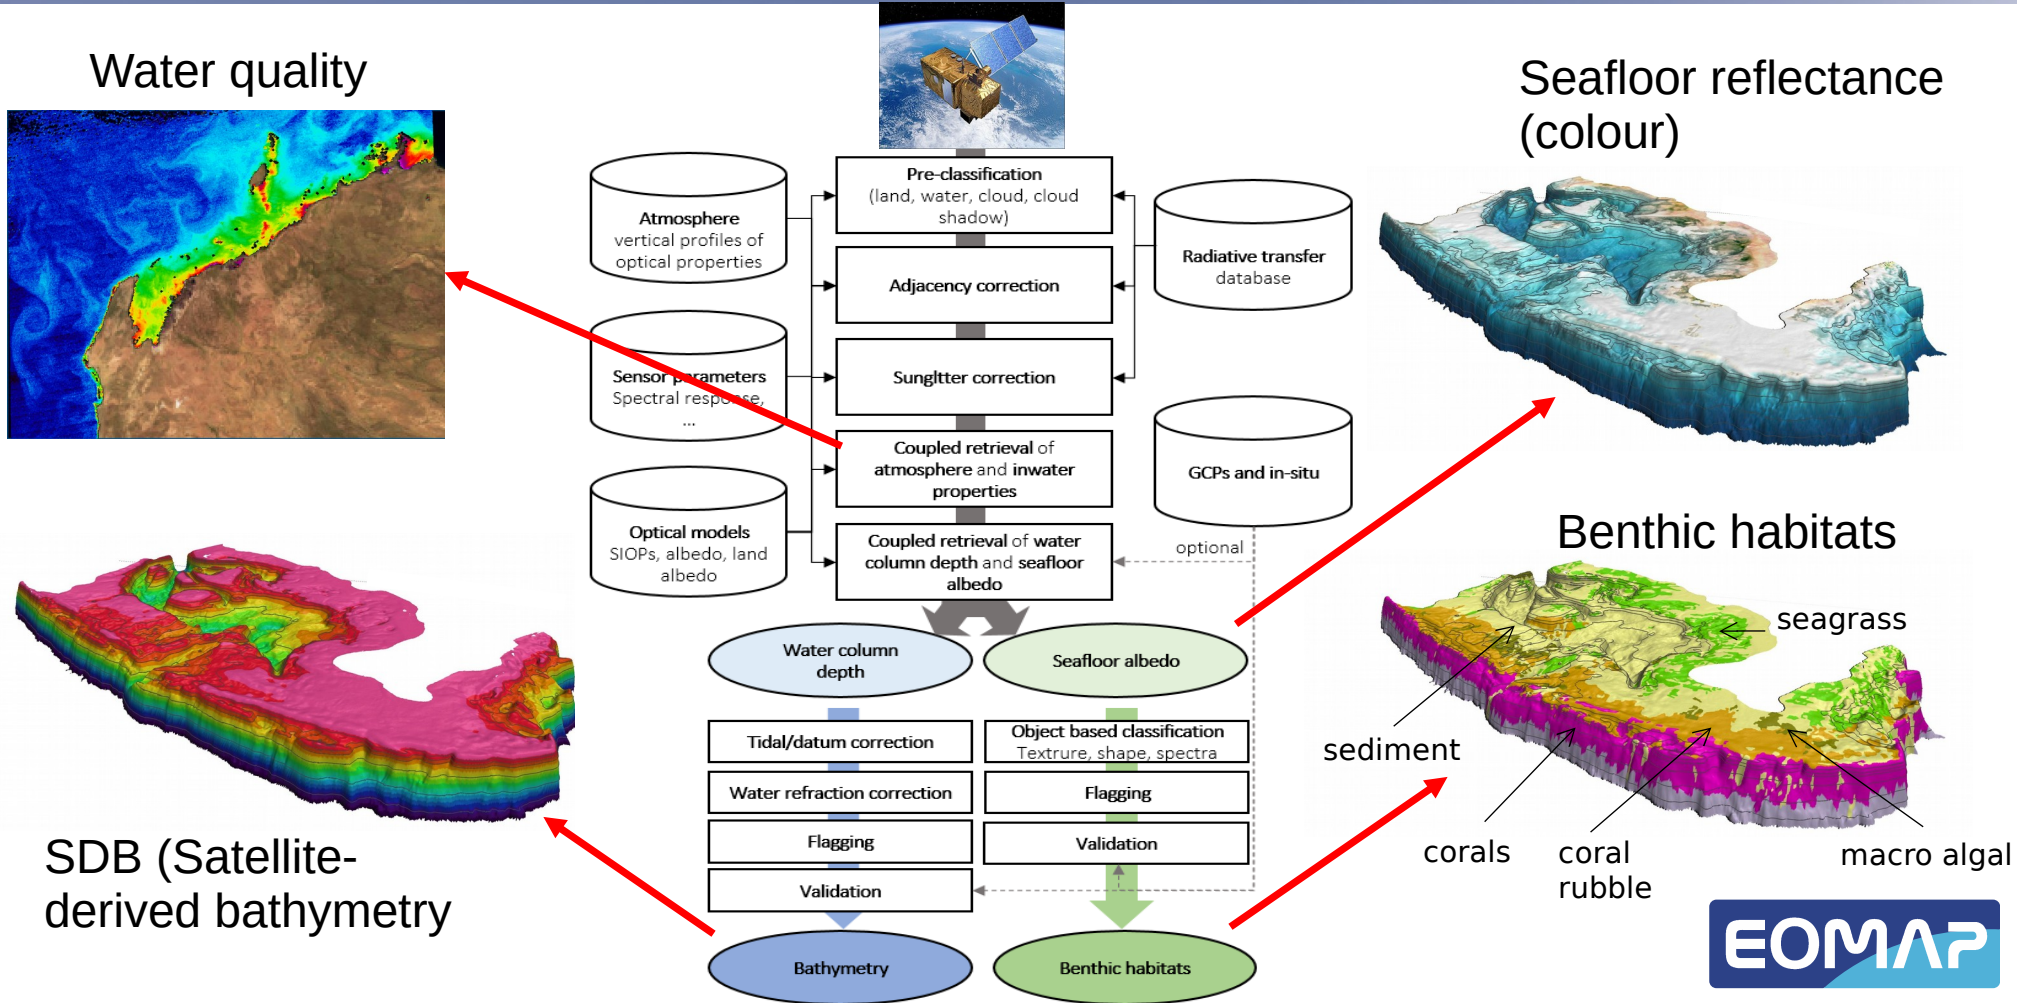 Water quality
Seafloor reflectance
(colour)
Pre-classification
(land, water, cloud, cloud
shadow)
Atmosphere
vertical profiles of
optical properties
Radiative transfer
database
Adjacency correction
Sensor parameters
Spectral response,
...
Sungltter correction
Coupled retrieval of
atmosphere and inwater
properties
GCPs and in-situ
Optical models
SIOPs, albedo, land
albedo
Coupled retrieval of water
column depth and seafloor
albedo
optional
Benthic habitats
seagrass
sediment
corals
coral
rubble
macro algal
Water column
depth
Seafloor albedo
Tidal/datum correction
Object based classification
Textrure, shape, spectra
Water refraction correction
Flagging
Flagging
Validation
Validation
SDB (Satellite-
derived bathymetry
Bathymetry
Benthic habitats
EOMAP